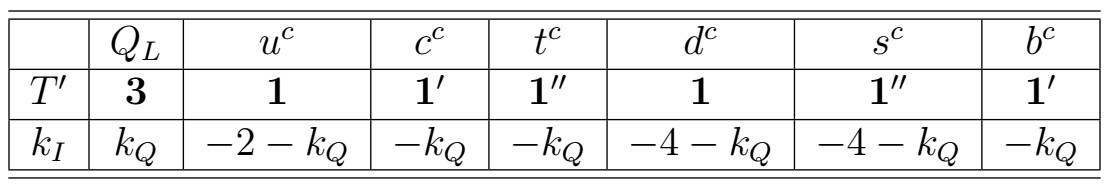 Q_L u^c c^c t^c d^c s^c b^c
T′ 3 1 1′ 1″ 1 1″ 1′
k_I k_Q −2 − k_Q −k_Q −k_Q −4 − k_Q −4 − k_Q −k_Q